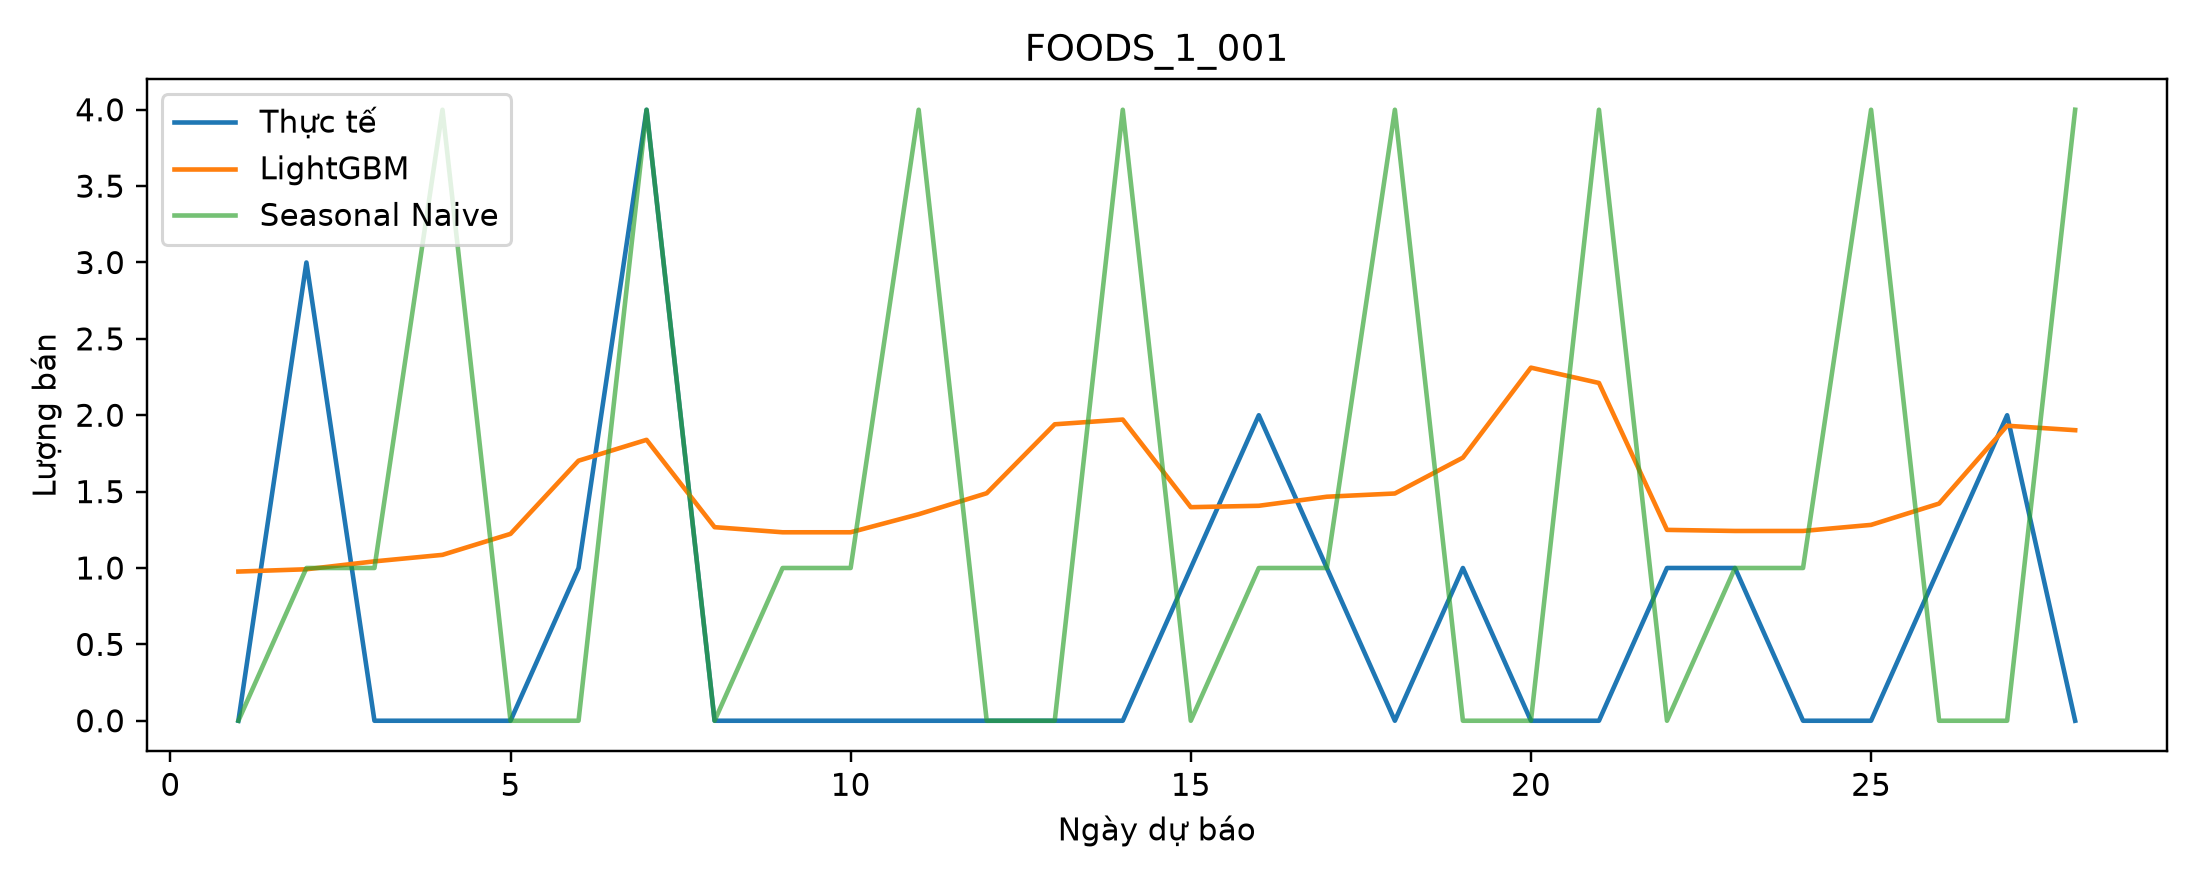 FOODS_1_001
Thực tế
LightGBM
Seasonal Naive
Lượng bán
4.0
3.5
3.0
2.5
2.0
1.5
1.0
0.5
0.0
0 5 10 15 20 25
Ngày dự báo